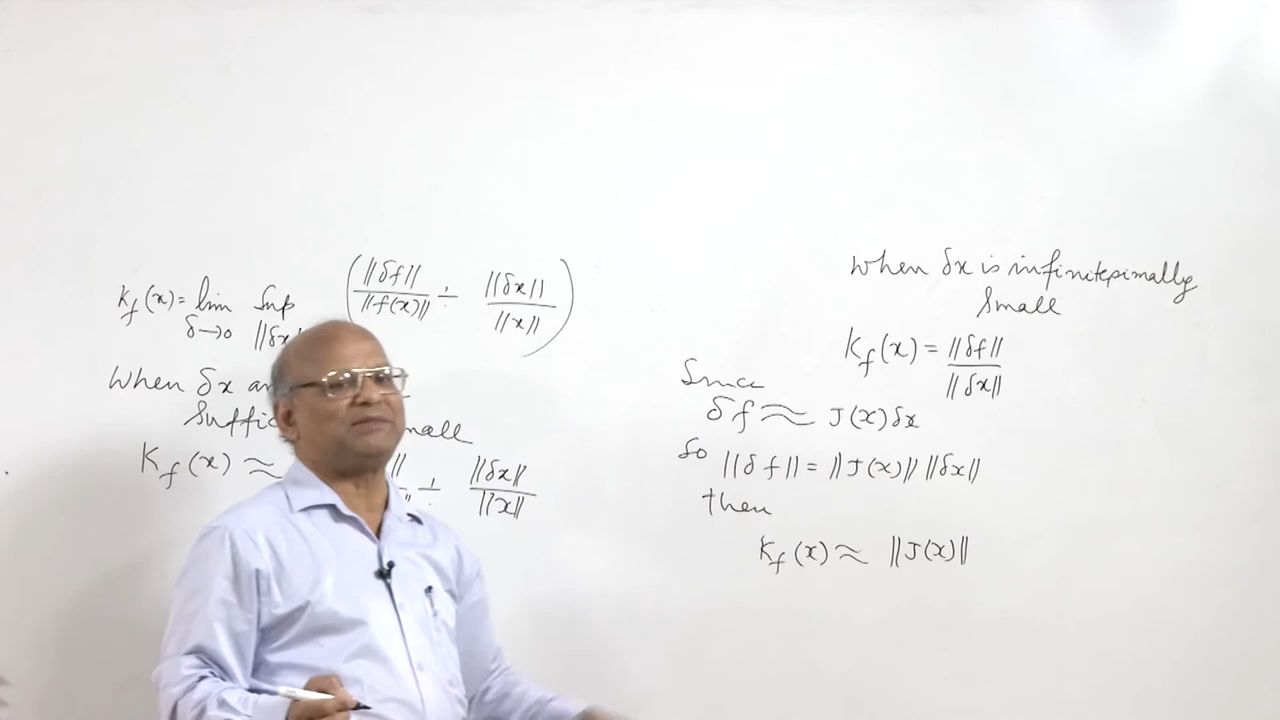 K_f(x) = lim Sup ( ||δf|| / ||f(x)|| ÷ ||δx|| / ||x|| )
δ→0 ||δx
When δx
Suffic mall
K_f(x) ≈ || ÷ ||δx|| / ||x||
When δx is infinitesimally
Small
K_f(x) = ||δf|| / ||δx||
Since
δf ≈ J(x) δx
So ||δf|| = ||J(x)|| ||δx||
then
K_f(x) ≈ ||J(x)||